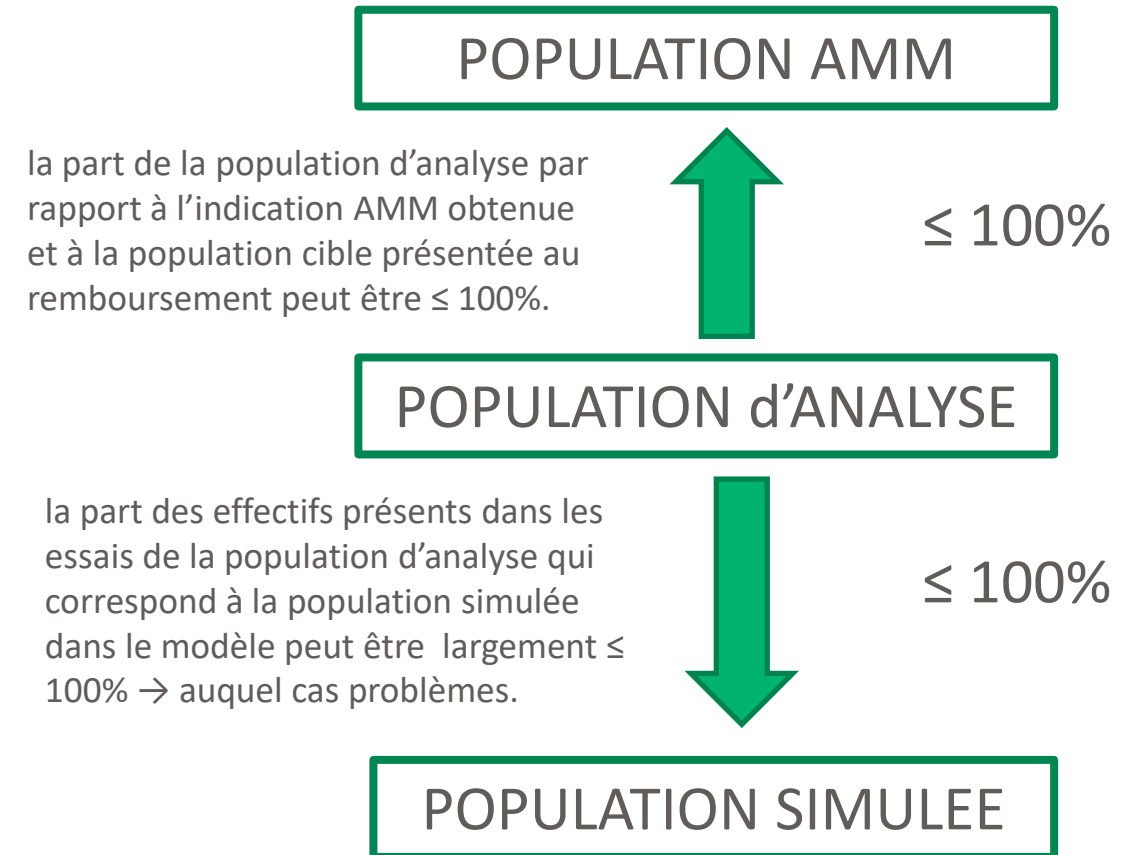 POPULATION AMM
la part de la population d’analyse par
rapport à l’indication AMM obtenue
et à la population cible présentée au
remboursement peut être ≤ 100%.
≤ 100%
POPULATION d’ANALYSE
la part des effectifs présents dans les
essais de la population d’analyse qui
correspond à la population simulée
dans le modèle peut être  largement ≤
100% → auquel cas problèmes.
≤ 100%
POPULATION SIMULEE